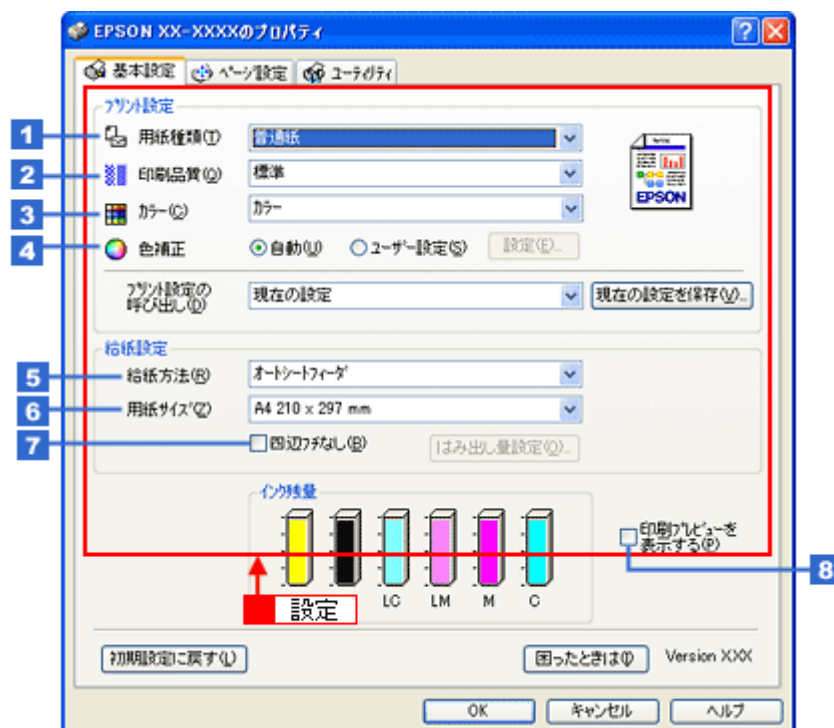 EPSON XX-XXXXのプロパティ
基本設定 ページ設定 ユーティリティ
プリント設定
1 用紙種類(T) 普通紙
2 印刷品質(Q) 標準
3 カラー(C) カラー
4 色補正 自動(U) ユーザー設定(S) 設定(E)...
EPSON
プリント設定の
呼び出し(D) 現在の設定 現在の設定を保存(V)...
給紙設定
5 給紙方法(R) オートシートフィーダ
6 用紙サイズ(Z) A4 210 x 297 mm
7 四辺フチなし(B) はみ出し量設定(O)...
インク残量
印刷プレビューを
表示する(P)
8
LC LM M C
設定
初期設定に戻す(L) 困ったときは(I) Version XXX
OK キャンセル ヘルプ